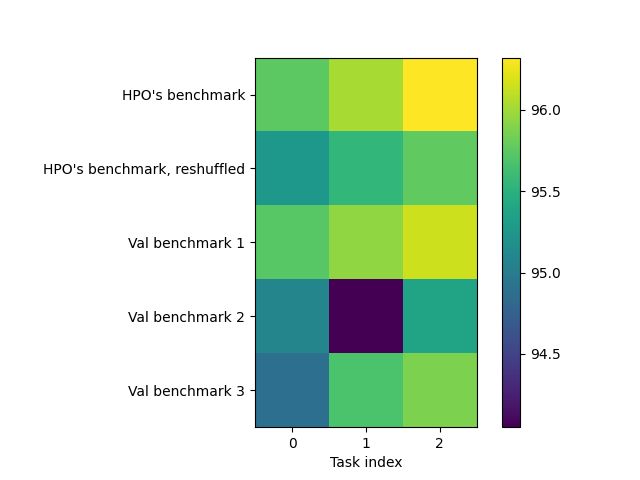 HPO's benchmark
HPO's benchmark, reshuffled
Val benchmark 1
Val benchmark 2
Val benchmark 3
0 1 2
Task index
96.0
95.5
95.0
94.5